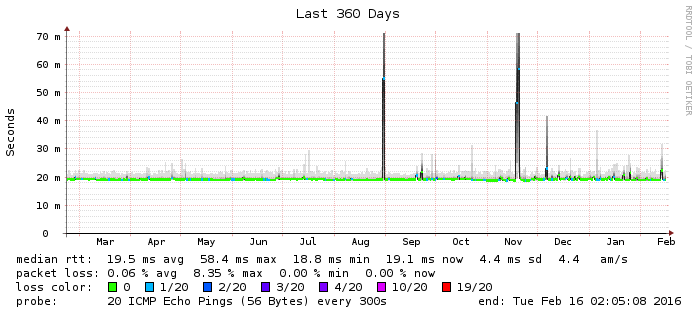 Last 360 Days
RRDTOOL / TOBI OETIKER
Seconds
70 m
60 m
50 m
40 m
30 m
20 m
10 m
0
Mar Apr May Jun Jul Aug Sep Oct Nov Dec Jan Feb
median rtt: 19.5 ms avg 58.4 ms max 18.8 ms min 19.1 ms now 4.4 ms sd 4.4 am/s
packet loss: 0.06 % avg 8.35 % max 0.00 % min 0.00 % now
loss color: 0 1/20 2/20 3/20 4/20 10/20 19/20
probe: 20 ICMP Echo Pings (56 Bytes) every 300s end: Tue Feb 16 02:05:08 2016